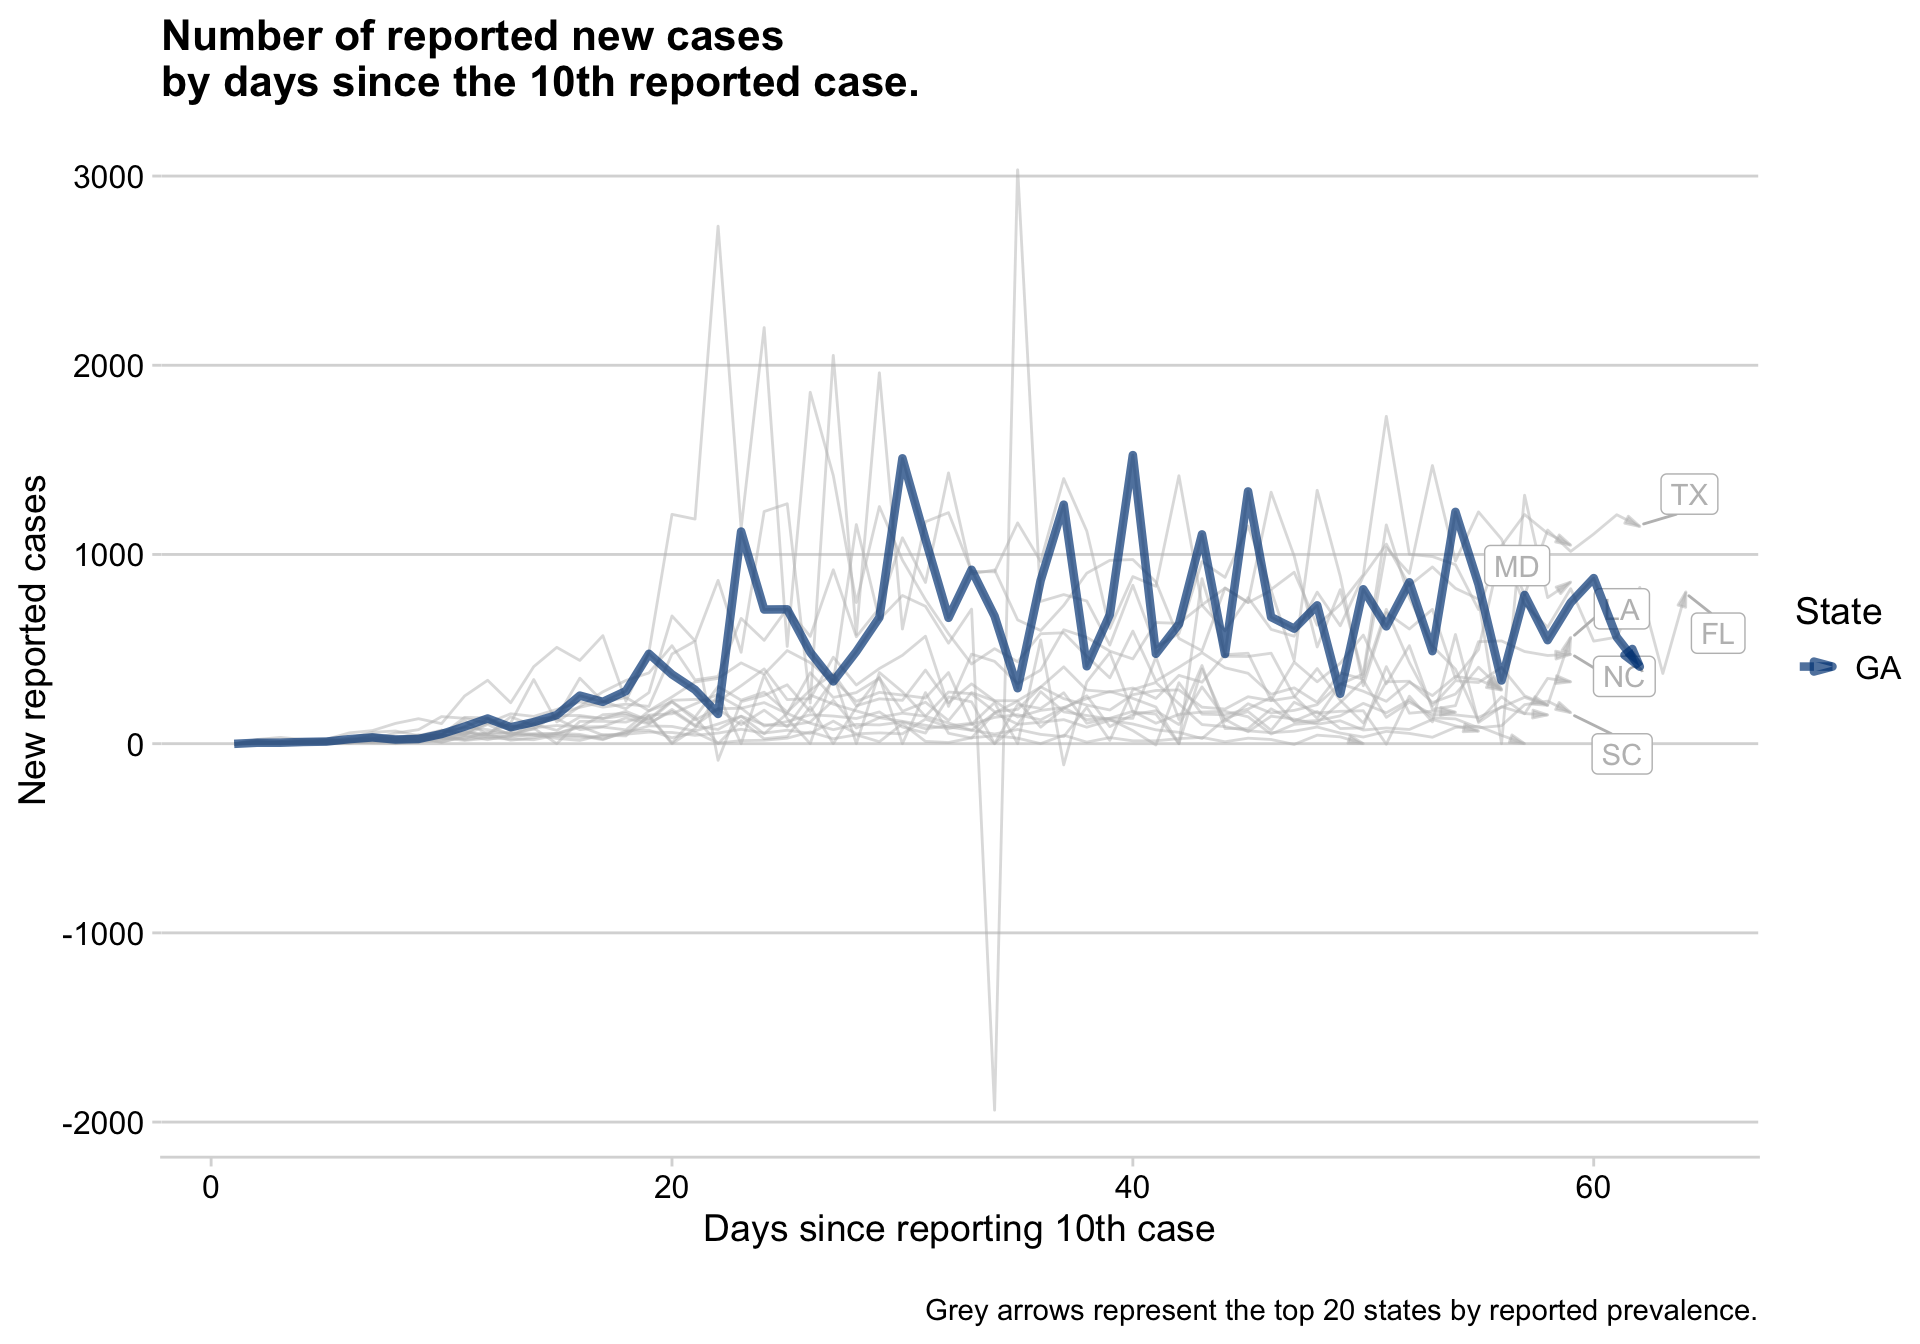 Number of reported new cases
by days since the 10th reported case.
3000
2000
1000
0
-1000
-2000
New reported cases
TX
MD
LA
FL
NC
SC
State
GA
0
20
40
60
Days since reporting 10th case
Grey arrows represent the top 20 states by reported prevalence.